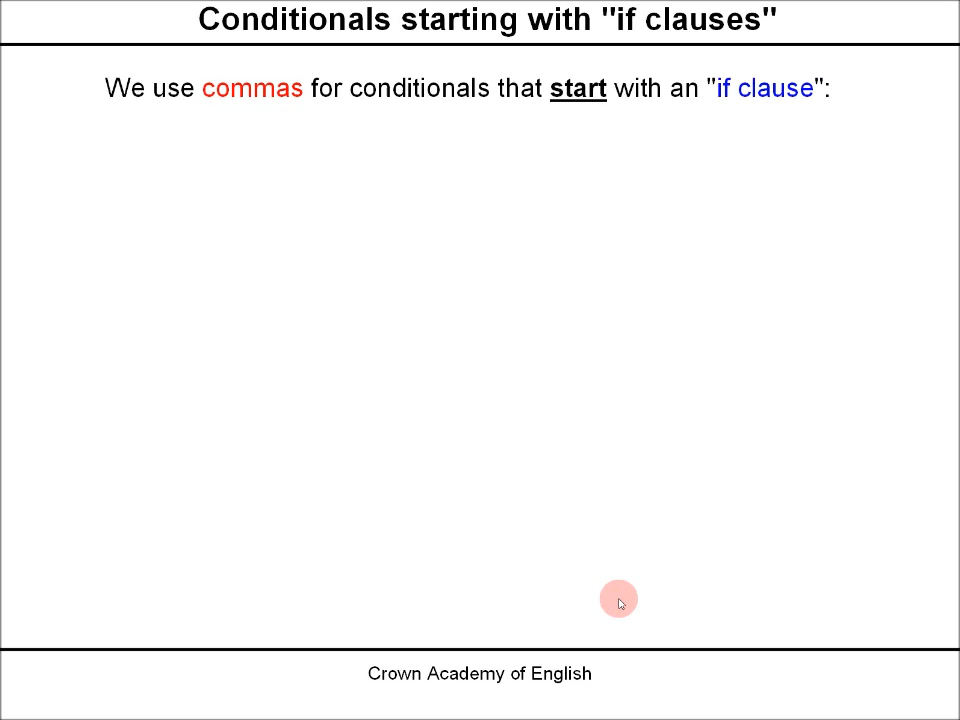 Conditionals starting with "if clauses"
We use commas for conditionals that start with an "if clause":
Crown Academy of English